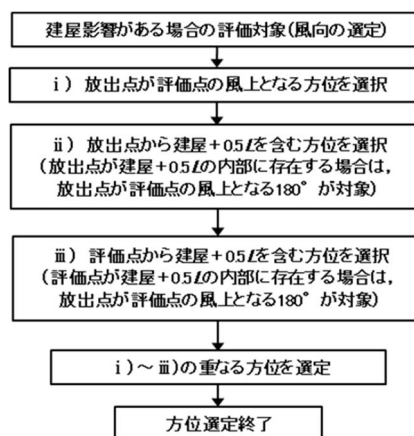 建屋影響がある場合の評価対象(風向の選定)
ⅰ) 放出点が評価点の風上となる方位を選択
ⅱ) 放出点から建屋+0.5Lを含む方位を選択
(放出点が建屋+0.5Lの内部に存在する場合は,
放出点が評価点の風上となる180°が対象)
ⅲ) 評価点から建屋+0.5Lを含む方位を選択
(評価点が建屋+0.5Lの内部に存在する場合は,
放出点が評価点の風上となる180°が対象)
ⅰ)~ⅲ)の重なる方位を選定
方位選定終了